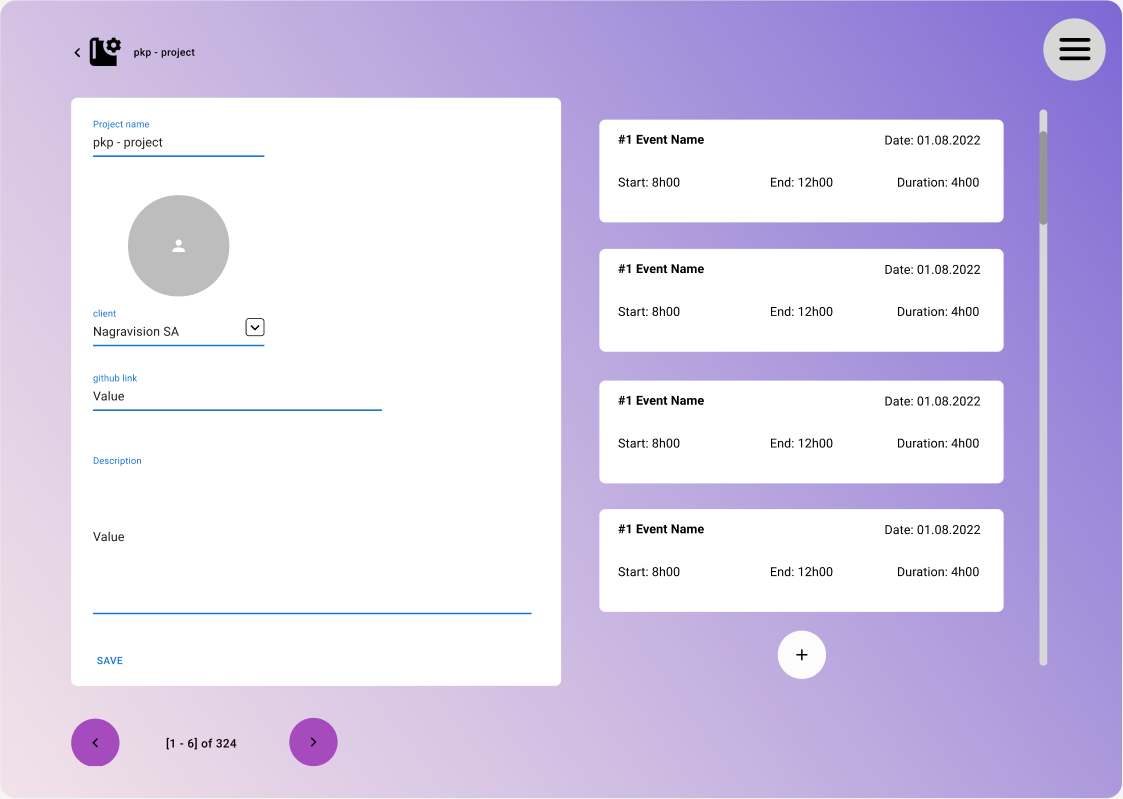 pkp - project
Project name
pkp - project
client
Nagravision SA
github link
Value
Description
Value
SAVE
[1 - 6] of 324
#1 Event Name Date: 01.08.2022
Start: 8h00 End: 12h00 Duration: 4h00
#1 Event Name Date: 01.08.2022
Start: 8h00 End: 12h00 Duration: 4h00
#1 Event Name Date: 01.08.2022
Start: 8h00 End: 12h00 Duration: 4h00
#1 Event Name Date: 01.08.2022
Start: 8h00 End: 12h00 Duration: 4h00
+